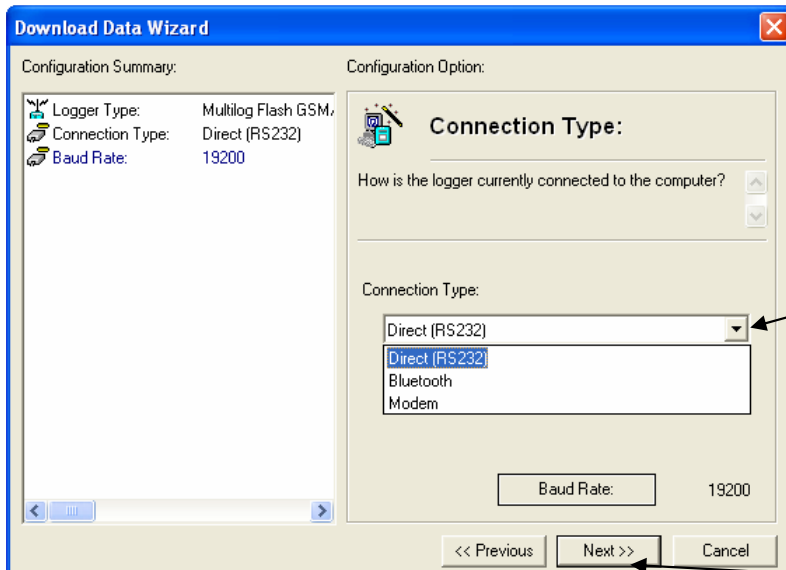 Download Data Wizard
Configuration Summary:
Logger Type: Multilog Flash GSM/
Connection Type: Direct (RS232)
Baud Rate: 19200
Configuration Option:
Connection Type:
How is the logger currently connected to the computer?
Connection Type:
Direct (RS232)
Direct (RS232)
Bluetooth
Modem
Baud Rate: 19200
<< Previous Next >> Cancel